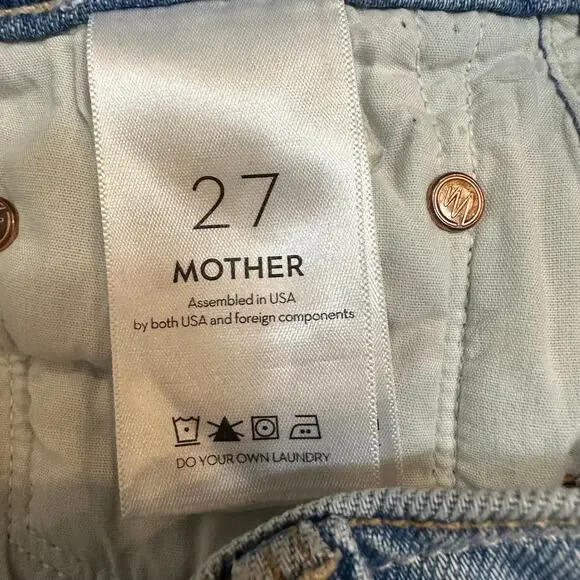 27
MOTHER
Assembled in USA
by both USA and foreign components
DO YOUR OWN LAUNDRY